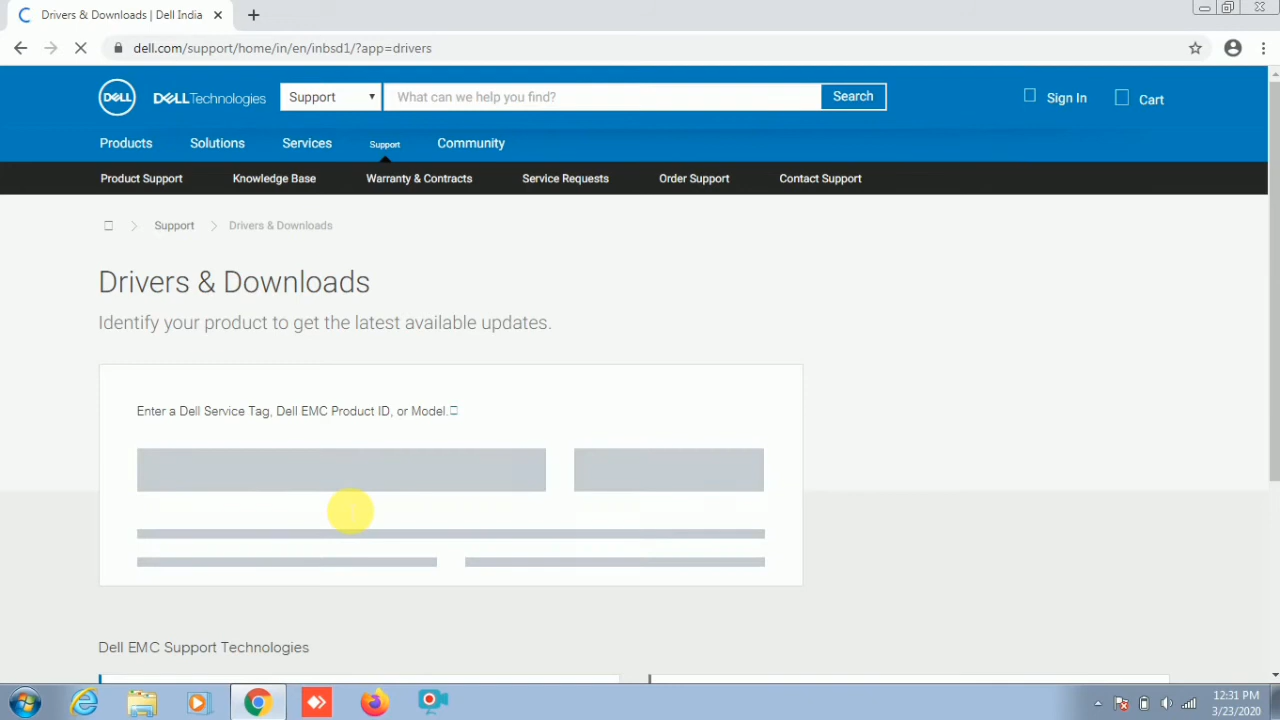 Drivers & Downloads | Dell India
dell.com/support/home/in/en/inbsd1/?app=drivers
DELL DELLTechnologies Support What can we help you find? Search Sign In Cart
Products Solutions Services Support Community
Product Support Knowledge Base Warranty & Contracts Service Requests Order Support Contact Support
Support Drivers & Downloads
Drivers & Downloads
Identify your product to get the latest available updates.
Enter a Dell Service Tag, Dell EMC Product ID, or Model.
Dell EMC Support Technologies
12:31 PM
3/23/2020